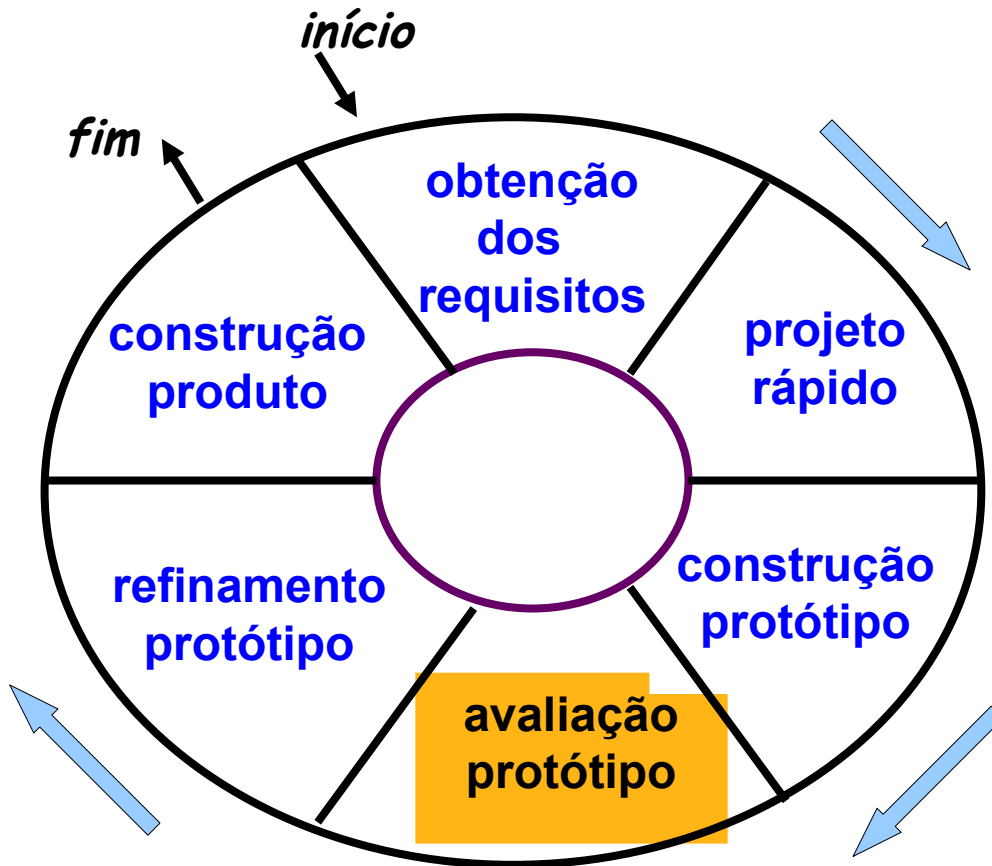 início
fim
obtenção
dos
requisitos
projeto
rápido
construção
protótipo
avaliação
protótipo
refinamento
protótipo
construção
produto